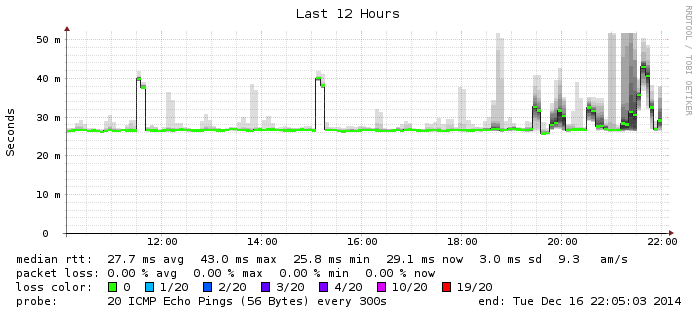 Last 12 Hours
RRDTOOL / TOBI OETIKER
Seconds
50 m
40 m
30 m
20 m
10 m
0
12:00 14:00 16:00 18:00 20:00 22:00
median rtt: 27.7 ms avg 43.0 ms max 25.8 ms min 29.1 ms now 3.0 ms sd 9.3 am/s
packet loss: 0.00 % avg 0.00 % max 0.00 % min 0.00 % now
loss color: 0 1/20 2/20 3/20 4/20 10/20 19/20
probe: 20 ICMP Echo Pings (56 Bytes) every 300s end: Tue Dec 16 22:05:03 2014